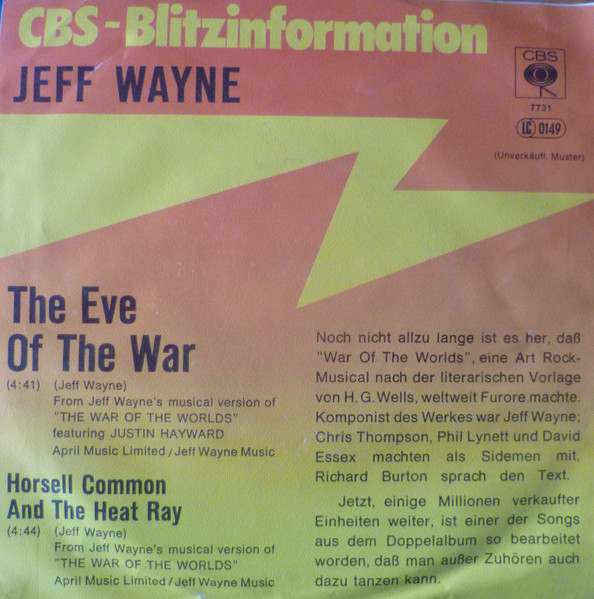 CBS~Blitzinformation
JEFF WAYNE
CBS
7731
LC 0149
(Unverkäufl. Muster)
The Eve
Of The War
(4:41) (Jeff Wayne)
From Jeff Wayne's musical version of
"THE WAR OF THE WORLDS"
featuring JUSTIN HAYWARD
April Music Limited/Jeff Wayne Music
Horsell Common
And The Heat Ray
(4:44) (Jeff Wayne)
From Jeff Wayne's musical version of
"THE WAR OF THE WORLDS"
April Music Limited/Jeff Wayne Music
Noch nicht allzu lange ist es her, daß
"War Of The Worlds", eine Art Rock-
Musical nach der literarischen Vorlage
von H. G. Wells, weltweit Furore machte.
Komponist des Werkes war Jeff Wayne;
Chris Thompson, Phil Lynett und David
Essex machten als Sidemen mit,
Richard Burton sprach den Text.
Jetzt, einige Millionen verkaufter
Einheiten weiter, ist einer der Songs
aus dem Doppelalbum so bearbeitet
worden, daß man außer Zuhören auch
dazu tanzen kann.